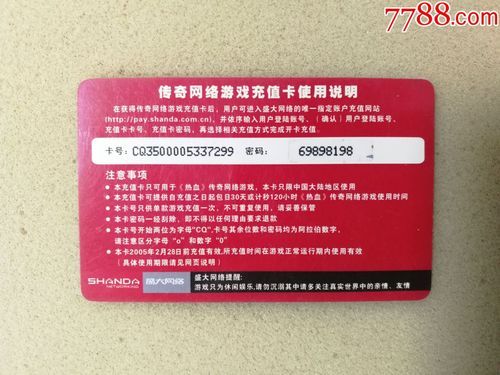 7788.com
传奇网络游戏充值卡使用说明
在获得传奇网络游戏充值卡后，用户可进入盛大网络的唯一指定账户充值网站
(http://pay.shanda.com.cn)，并依序输入用户登陆账号、（确认）用户登陆账号、
充值卡卡号、充值卡密码，再选择相关充值方式完成开卡充值。
卡号: CQ3500005337299 密码: 69898198
注意事项
● 本充值卡只可用于《热血》传奇网络游戏，本卡只限中国大陆地区使用
● 本充值卡可提供自充值之日起包日30天或计秒120小时《热血》传奇网络游戏使用时间
● 本卡号只供单款游戏充值一次，不可重复使用，请妥善保管
● 本卡密码一经刮除，即不得以任何理由要求退款
● 本卡卡号开始两位为字母"CQ"，卡号其余位数和密码均为阿拉伯数字，
请注意区分字母 "o" 和数字 "0"
● 本卡2005年2月28日前充值有效，所充值时间在游戏正常运行期内使用有效
（具体使用期限请见网页说明）
SHANDA NETWORKING 盛大网络 盛大网络提醒:
游戏只为休闲娱乐，请勿沉溺其中请多关注真实世界中的亲情、友情